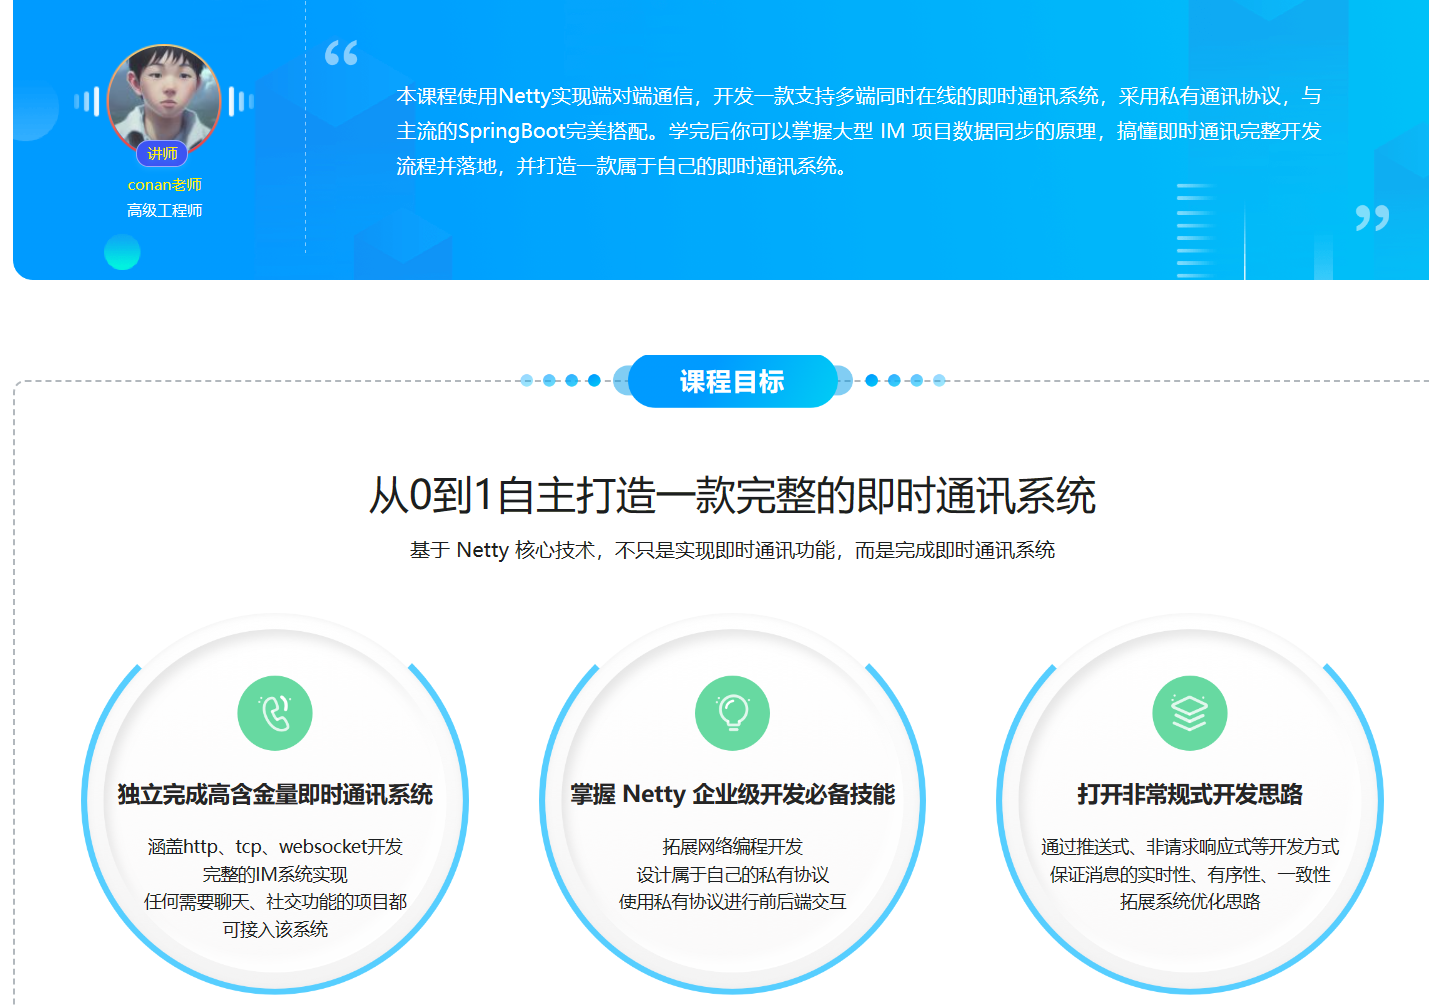 “
讲师
conan老师
高级工程师
本课程使用Netty实现端对端通信，开发一款支持多端同时在线的即时通讯系统，采用私有通讯协议，与
主流的SpringBoot完美搭配。学完后你可以掌握大型 IM 项目数据同步的原理，搞懂即时通讯完整开发
流程并落地，并打造一款属于自己的即时通讯系统。
”
课程目标
从0到1自主打造一款完整的即时通讯系统
基于 Netty 核心技术，不只是实现即时通讯功能，而是完成即时通讯系统
独立完成高含金量即时通讯系统
涵盖http、tcp、websocket开发
完整的IM系统实现
任何需要聊天、社交功能的项目都
可接入该系统
掌握 Netty 企业级开发必备技能
拓展网络编程开发
设计属于自己的私有协议
使用私有协议进行前后端交互
打开非常规式开发思路
通过推送式、非请求响应式等开发方式
保证消息的实时性、有序性、一致性
拓展系统优化思路